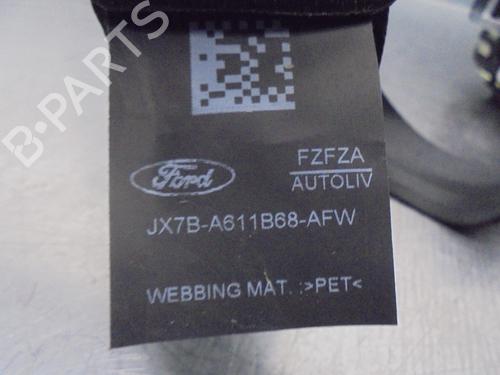 B-PARTS
Ford
FZFZA
AUTOLIV
JX7B-A611B68-AFW
WEBBING MAT. :>PET<